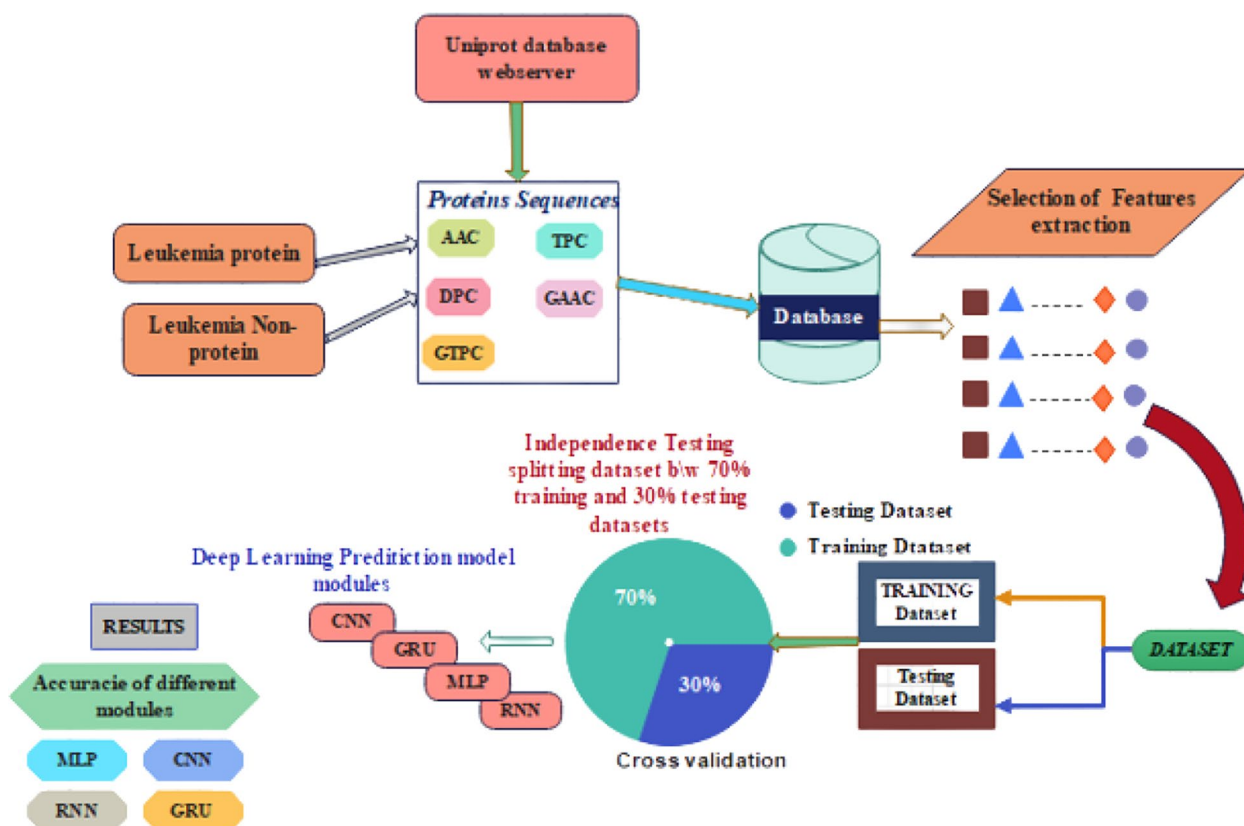 Uniprot database
webserver
Proteins Sequences
AAC
TPC
DPC
GAAC
GTPC
Leukemia protein
Leukemia Non-
protein
Database
Selection of Features
extraction
Independence Testing
splitting dataset b\w 70%
training and 30% testing
datasets
Testing Dataset
Training Dtataset
TRAINING
Dataset
Testing
Dataset
DATASET
70%
30%
Cross validation
Deep Learning Preditiction model
modules
CNN
GRU
MLP
RNN
RESULTS
Accuracie of different
modules
MLP
CNN
RNN
GRU